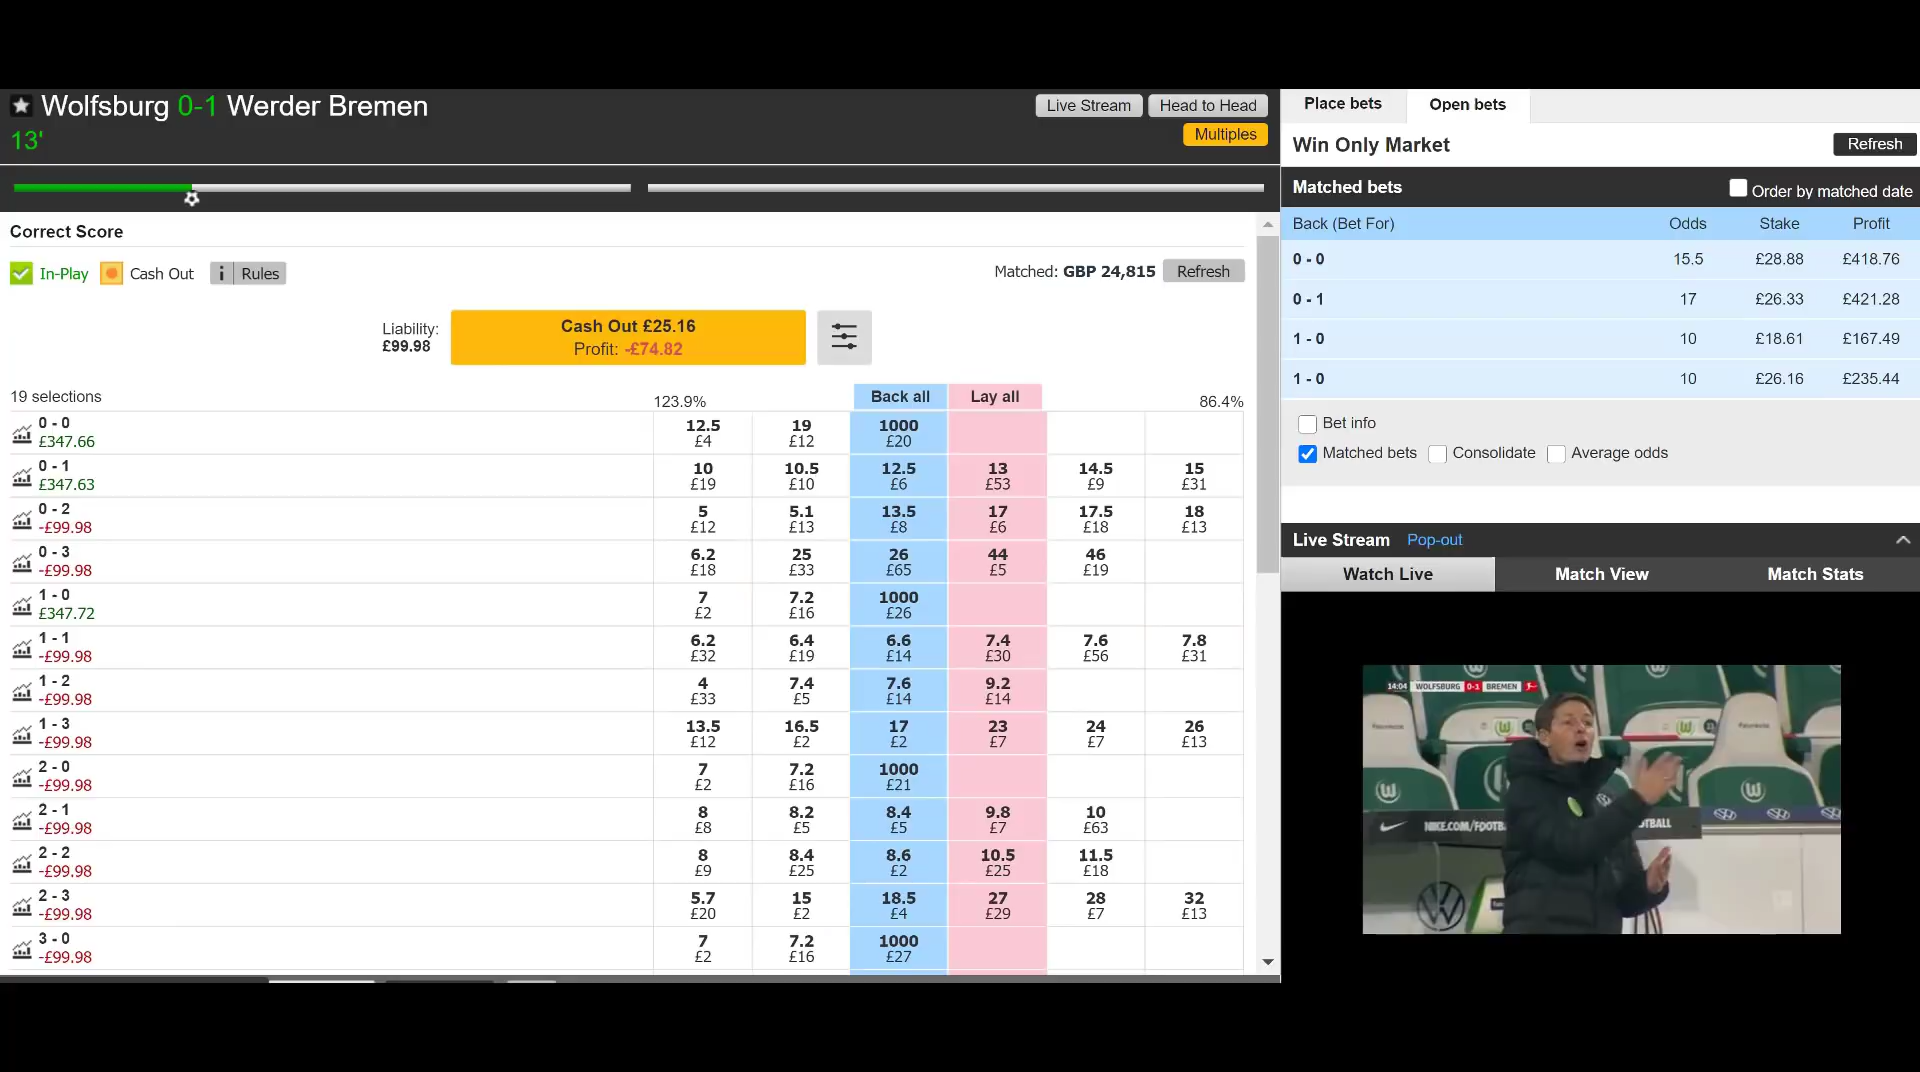 Wolfsburg 0-1 Werder Bremen
13'
Live Stream Head to Head
Multiples
Correct Score
In-Play Cash Out i Rules
Matched: GBP 24,815 Refresh
Liability:
£99.98
Cash Out £25.16
Profit: -£74.82
19 selections 123.9% Back all Lay all 86.4%
0 - 0 12.5 19 1000
£347.66 £4 £12 £20
0 - 1 10 10.5 12.5 13 14.5 15
£347.63 £19 £10 £6 £53 £9 £31
0 - 2 5 5.1 13.5 17 17.5 18
-£99.98 £12 £13 £8 £6 £18 £13
0 - 3 6.2 25 26 44 46
-£99.98 £18 £33 £65 £5 £19
1 - 0 7 7.2 1000
£347.72 £2 £16 £26
1 - 1 6.2 6.4 6.6 7.4 7.6 7.8
-£99.98 £32 £19 £14 £30 £56 £31
1 - 2 4 7.4 7.6 9.2
-£99.98 £33 £5 £14 £14
1 - 3 13.5 16.5 17 23 24 26
-£99.98 £12 £2 £2 £7 £7 £13
2 - 0 7 7.2 1000
-£99.98 £2 £16 £21
2 - 1 8 8.2 8.4 9.8 10
-£99.98 £8 £5 £5 £7 £63
2 - 2 8 8.4 8.6 10.5 11.5
-£99.98 £9 £25 £2 £25 £18
2 - 3 5.7 15 18.5 27 28 32
-£99.98 £20 £2 £4 £29 £7 £13
3 - 0 7 7.2 1000
-£99.98 £2 £16 £27
Place bets Open bets
Win Only Market Refresh
Matched bets Order by matched date
Back (Bet For) Odds Stake Profit
0 - 0 15.5 £28.88 £418.76
0 - 1 17 £26.33 £421.28
1 - 0 10 £18.61 £167.49
1 - 0 10 £26.16 £235.44
Bet info
Matched bets Consolidate Average odds
Live Stream Pop-out
Watch Live Match View Match Stats
14:04 WOLFSBURG 0-1 BREMEN
NIKE.COM/FOOTB